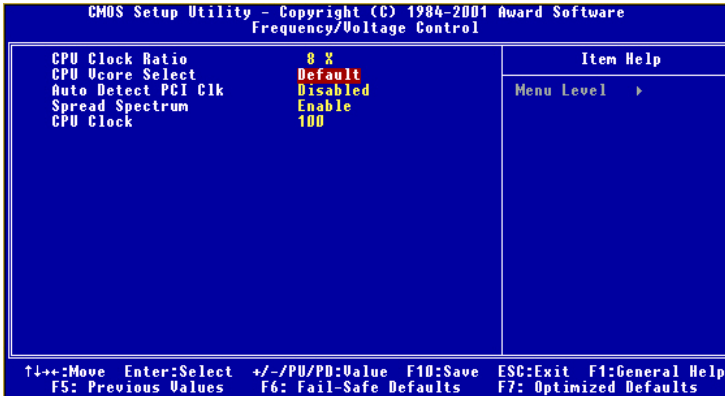 CMOS Setup Utility - Copyright (C) 1984-2001 Award Software
Frequency/Voltage Control
CPU Clock Ratio 8 X
CPU Vcore Select Default
Auto Detect PCI Clk Disabled
Spread Spectrum Enable
CPU Clock 100
Item Help
Menu Level ▸
↑↓→←:Move Enter:Select +/-/PU/PD:Value F10:Save ESC:Exit F1:General Help
F5: Previous Values F6: Fail-Safe Defaults F7: Optimized Defaults